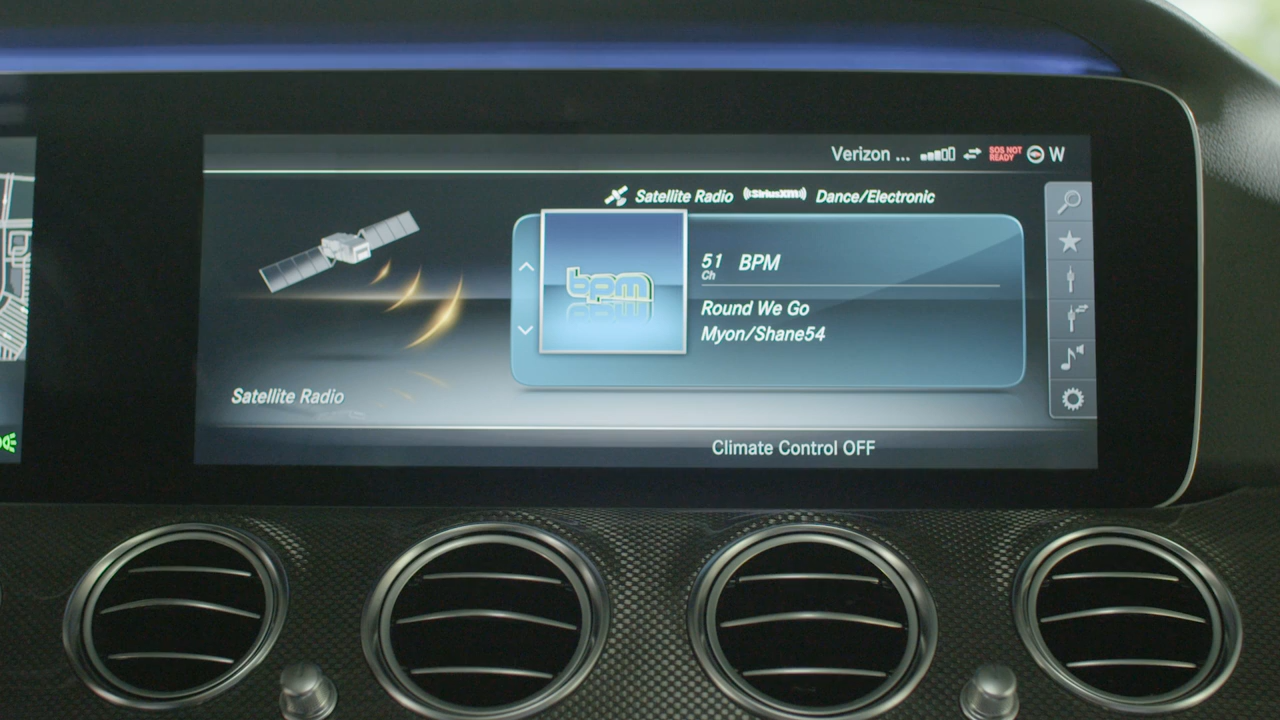 Verizon ... SOS NOT READY W
Satellite Radio ((SiriusXM)) Dance/Electronic
bpm
51 BPM
Ch
Round We Go
Myon/Shane54
Satellite Radio
Climate Control OFF